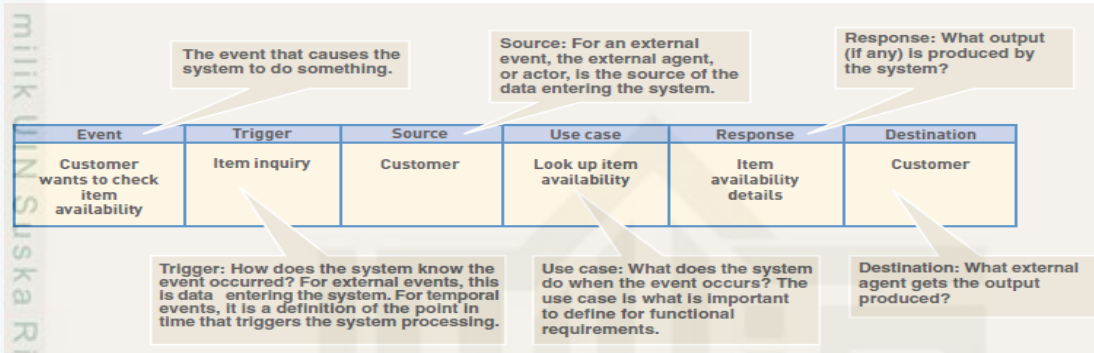 milik UIN Suska Ri
The event that causes the
system to do something.
Source: For an external
event, the external agent,
or actor, is the source of the
data entering the system.
Response: What output
(if any) is produced by
the system?
Event Trigger Source Use case Response Destination
Customer
wants to check
item
availability
Item inquiry
Customer
Look up item
availability
Item
availability
details
Customer
Trigger: How does the system know the
event occurred? For external events, this
is data entering the system. For temporal
events, it is a definition of the point in
time that triggers the system processing.
Use case: What does the system
do when the event occurs? The
use case is what is important
to define for functional
requirements.
Destination: What external
agent gets the output
produced?